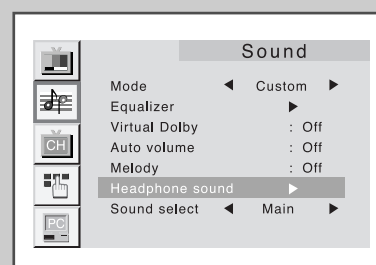 Sound
Mode ◀ Custom ▶
Equalizer ▶
Virtual Dolby : Off
Auto volume : Off
CH
Melody : Off
Headphone sound ▶
Sound select ◀ Main ▶
PC